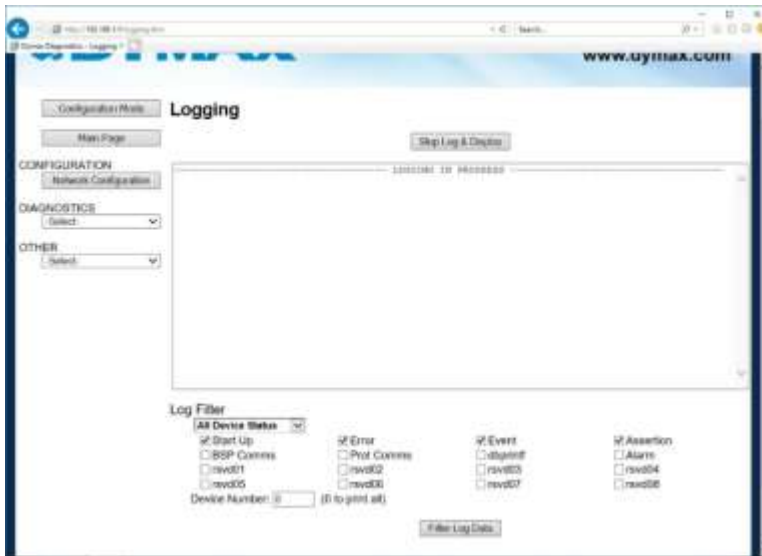 Search...
www.dymax.com
Configuration Mode
Logging
Main Page
Stop Log & Display
CONFIGURATION
Network Configuration
LOGGING IN PROGRESS
DIAGNOSTICS
Select
OTHER
Select
Log Filter
All Device Status
Start Up Error Event Assertion
BSP Comms Prot Comms dbprintf Alarm
rsvd01 rsvd02 rsvd03 rsvd04
rsvd05 rsvd06 rsvd07 rsvd08
Device Number: 0 (0 to print all)
Filter Log Data